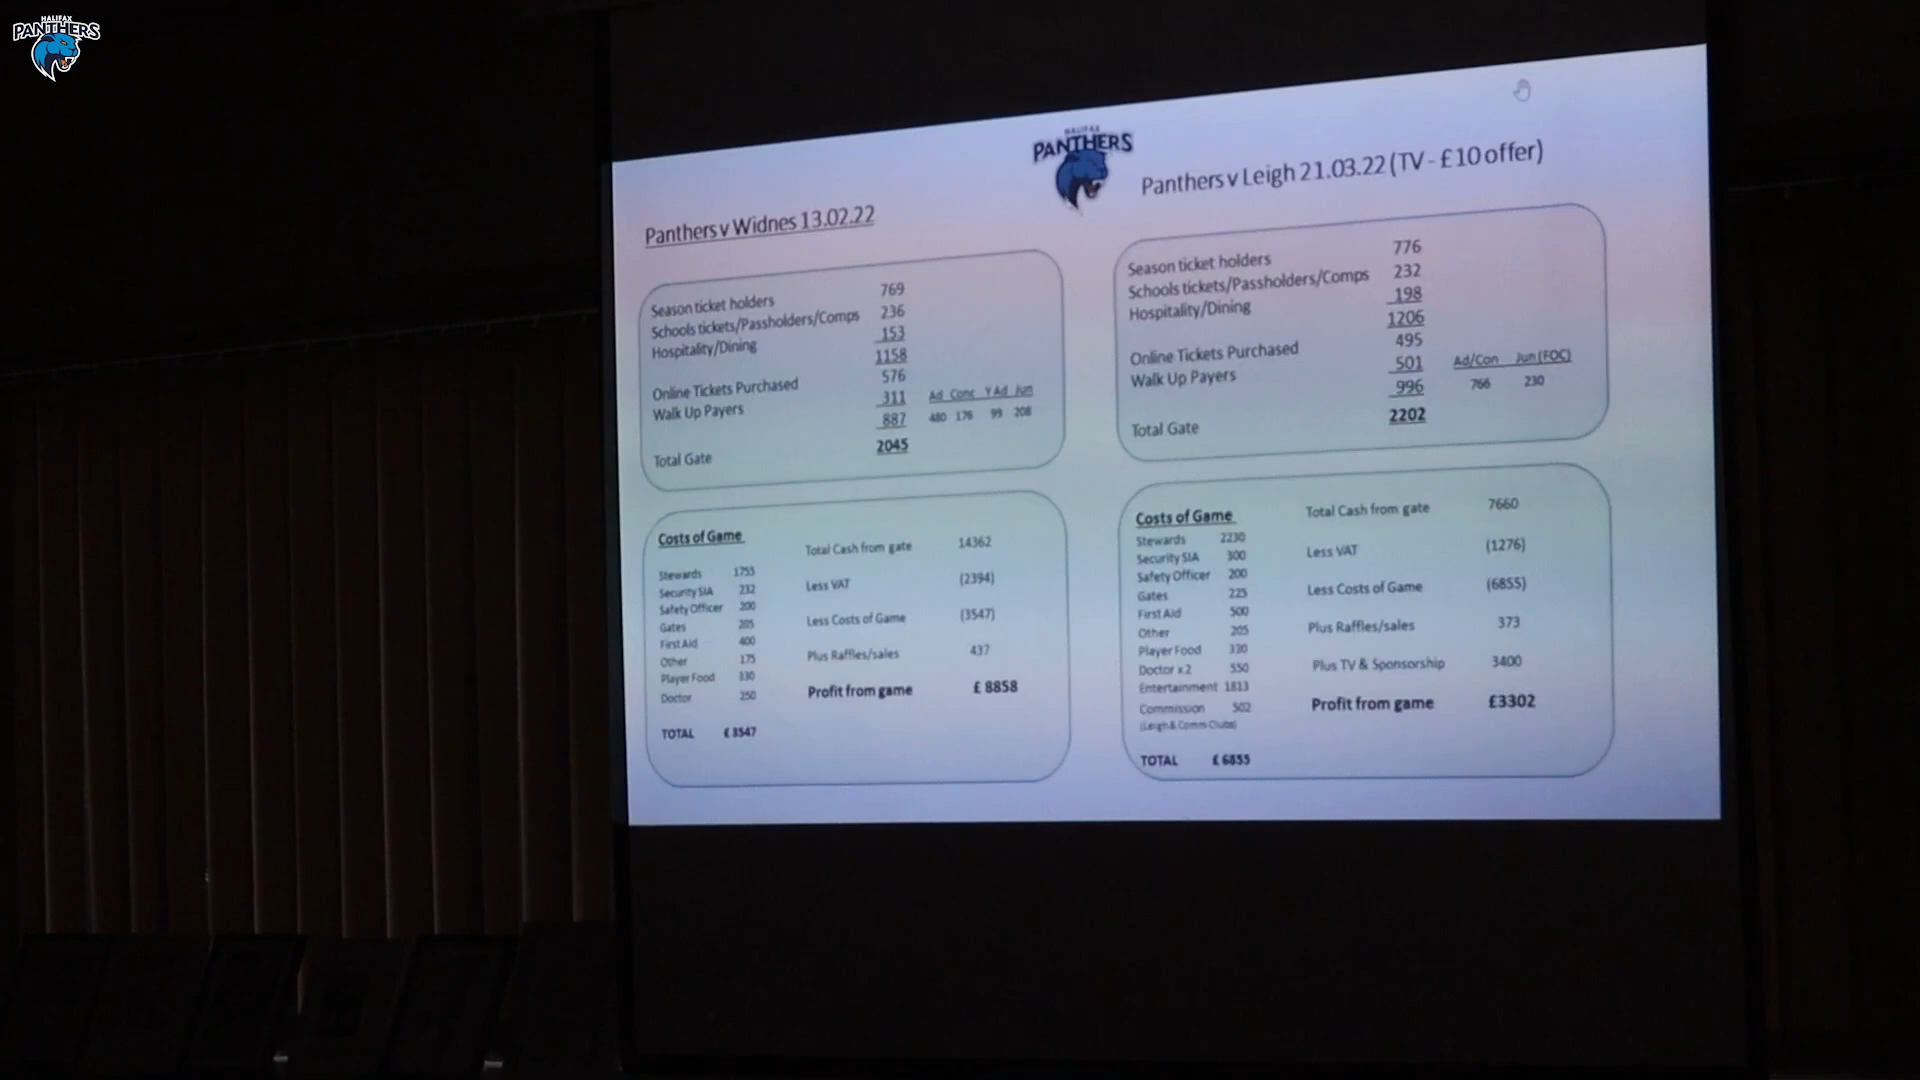 HALIFAX
PANTHERS
HALIFAX
PANTHERS
Panthers v Widnes 13.02.22
Season ticket holders 769
Schools tickets/Passholders/Comps 236
Hospitality/Dining 153
1158
Online Tickets Purchased 576
Walk Up Payers 311 Ad Conc Y Ad Jun
887 480 176 99 208
Total Gate 2045
Costs of Game
Stewards 1755
Security SIA 232
Safety Officer 200
Gates 205
First Aid 400
Other 175
Player Food 330
Doctor 250
TOTAL £ 3547
Total Cash from gate 14362
Less VAT (2394)
Less Costs of Game (3547)
Plus Raffles/sales 437
Profit from game £ 8858
Panthers v Leigh 21.03.22 (TV - £10 offer)
Season ticket holders 776
Schools tickets/Passholders/Comps 232
Hospitality/Dining 198
1206
Online Tickets Purchased 495
Walk Up Payers 501 Ad/Con Jun (FOC)
996 766 230
Total Gate 2202
Costs of Game
Stewards 2230
Security SIA 300
Safety Officer 200
Gates 225
First Aid 500
Other 205
Player Food 330
Doctor x 2 550
Entertainment 1813
Commission 502
(Leigh & Comm Clubs)
TOTAL £ 6855
Total Cash from gate 7660
Less VAT (1276)
Less Costs of Game (6855)
Plus Raffles/sales 373
Plus TV & Sponsorship 3400
Profit from game £3302